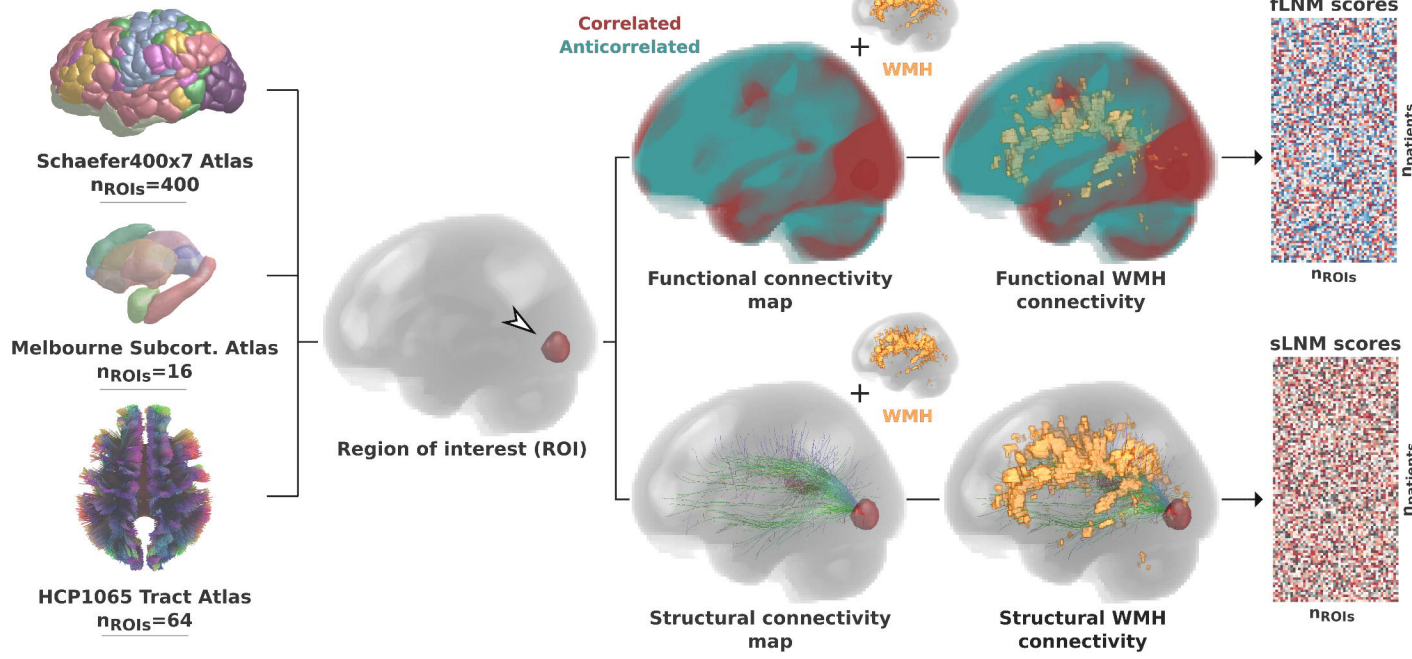 Schaefer400x7 Atlas
nROIs=400
Melbourne Subcort. Atlas
nROIs=16
HCP1065 Tract Atlas
nROIs=64
Region of interest (ROI)
Correlated
Anticorrelated
+
WMH
Functional connectivity
map
Functional WMH
connectivity
fLNM scores
npatients
nROIs
+
WMH
Structural connectivity
map
Structural WMH
connectivity
sLNM scores
npatients
nROIs